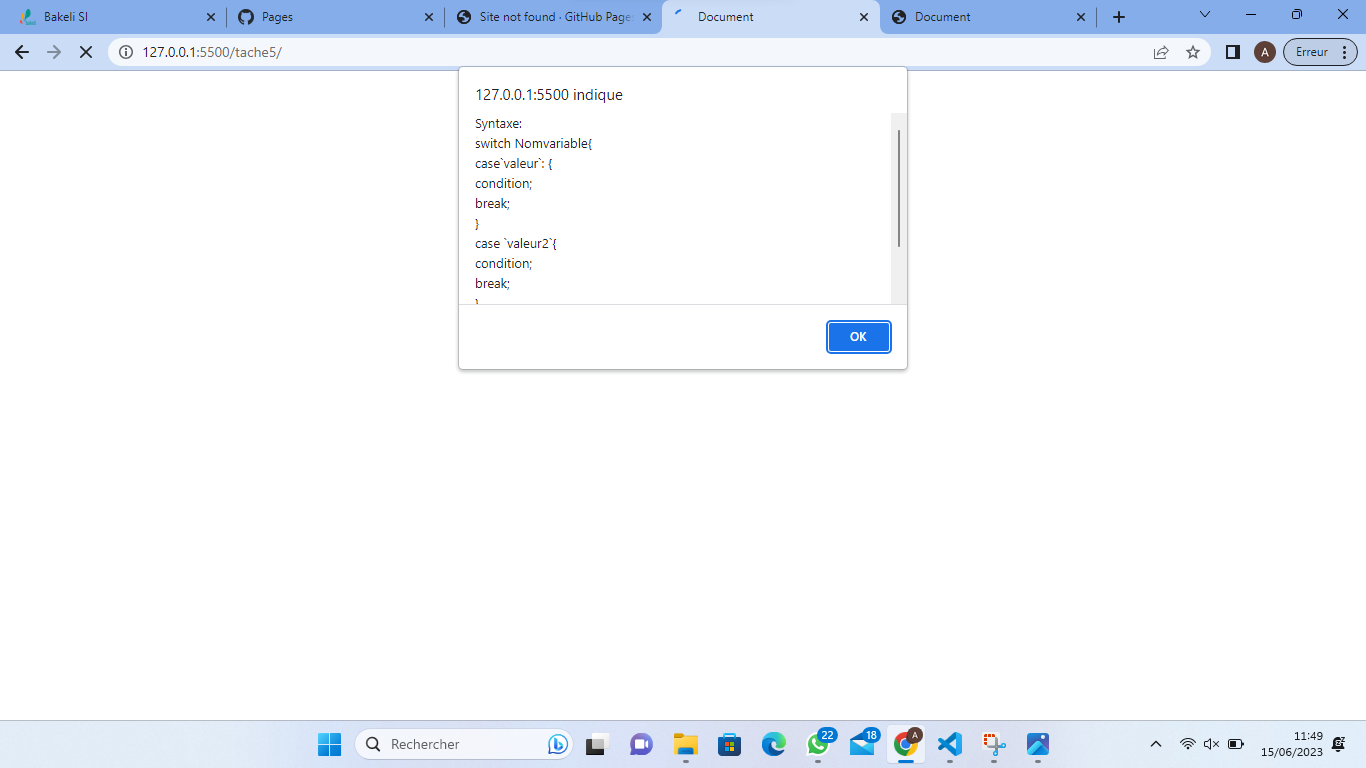 Bakeli SI
Pages
Site not found · GitHub Page
Document
Document
127.0.0.1:5500/tache5/
A
Erreur
127.0.0.1:5500 indique
Syntaxe:
switch Nomvariable{
case`valeur`: {
condition;
break;
}
case `valeur2`{
condition;
break;
}
OK
Rechercher
22
18
A
11:49
15/06/2023